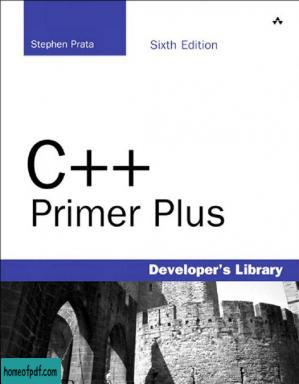 Stephen Prata
Sixth Edition
C++
Primer Plus
Developer's Library
homeofpdf.com